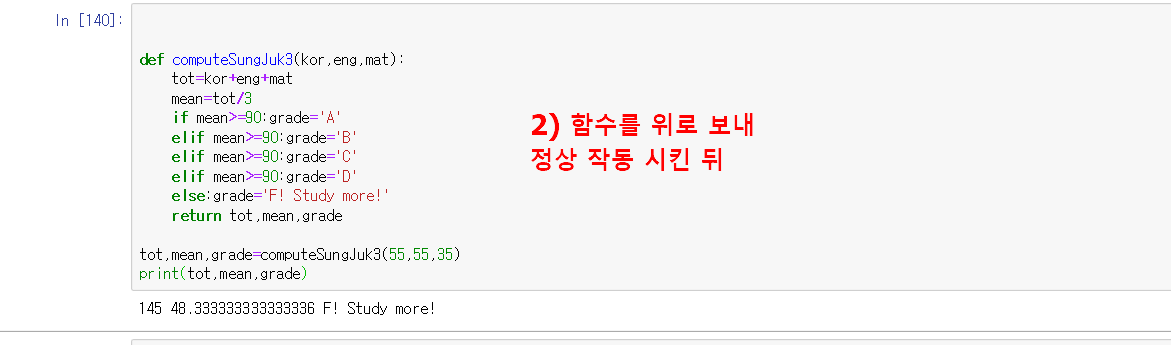 In [140]:
def computeSungJuk3(kor,eng,mat):
    tot=kor+eng+mat
    mean=tot/3
    if mean>=90:grade='A'
    elif mean>=90:grade='B'
    elif mean>=90:grade='C'
    elif mean>=90:grade='D'
    else:grade='F! Study more!'
    return tot,mean,grade
2) 함수를 위로 보내
정상 작동 시킨 뒤
tot,mean,grade=computeSungJuk3(55,55,35)
print(tot,mean,grade)
145 48.333333333333336 F! Study more!